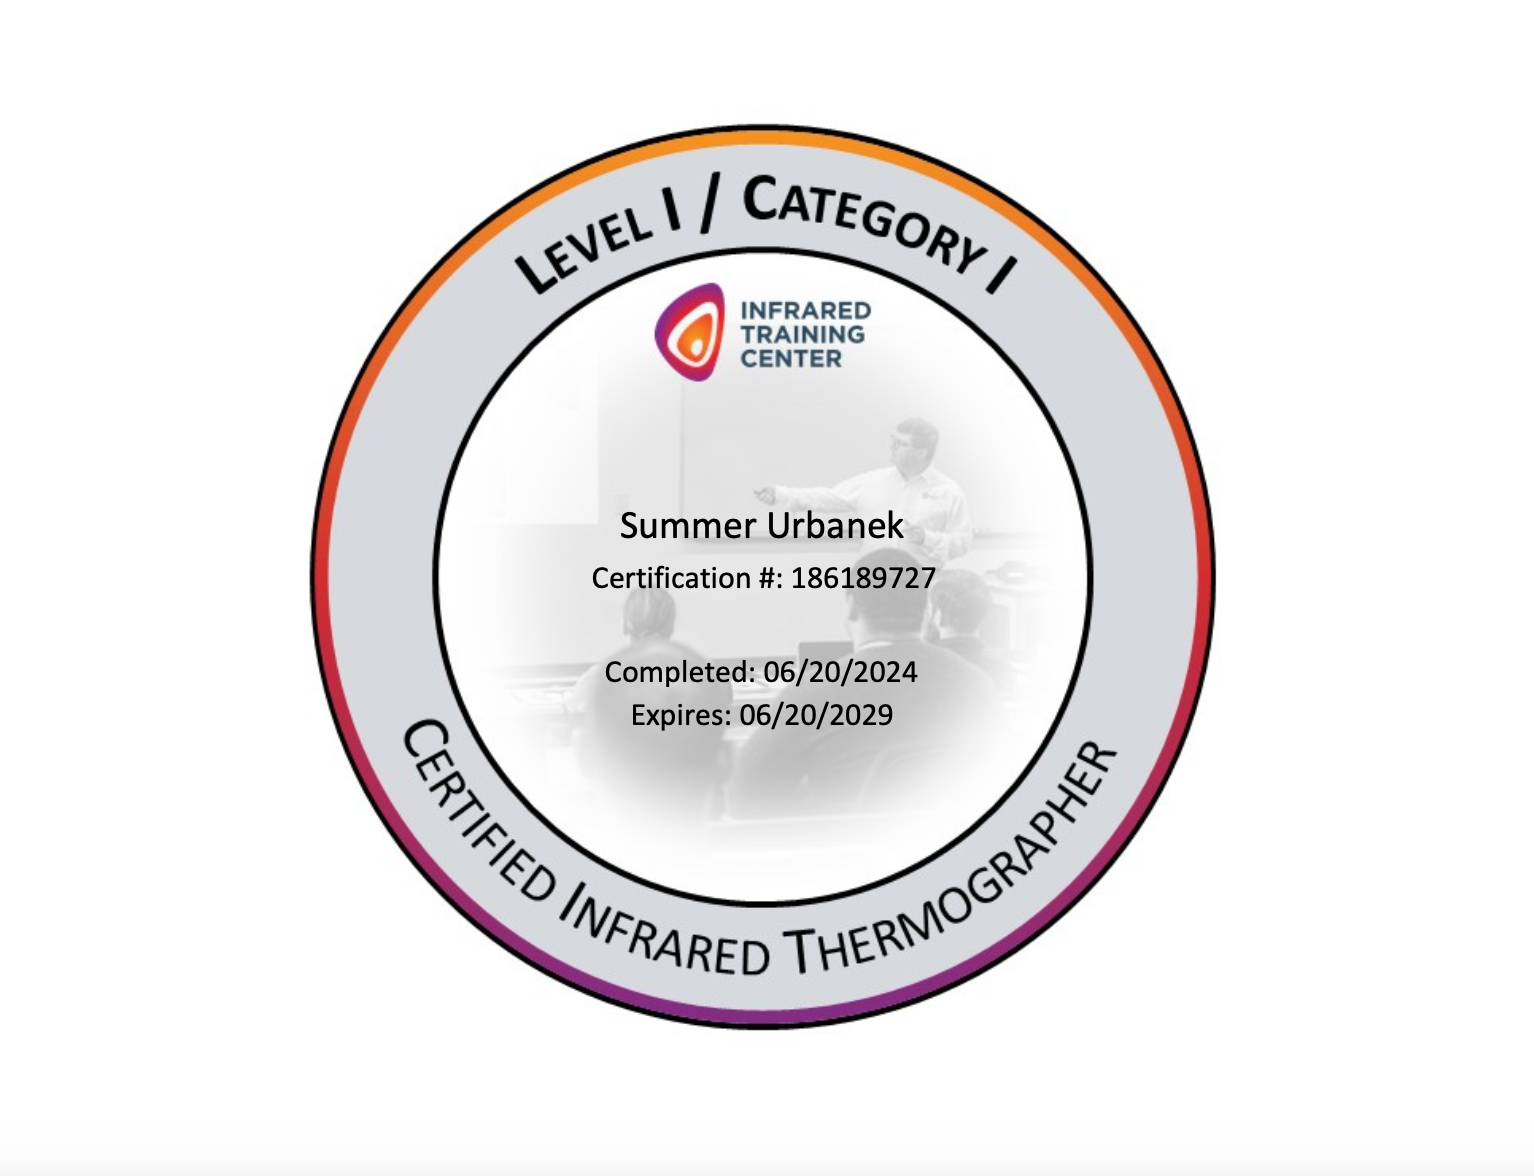 Level I / Category I
INFRARED
TRAINING
CENTER
Summer Urbanek
Certification #: 186189727
Completed: 06/20/2024
Expires: 06/20/2029
Certified Infrared Thermographer